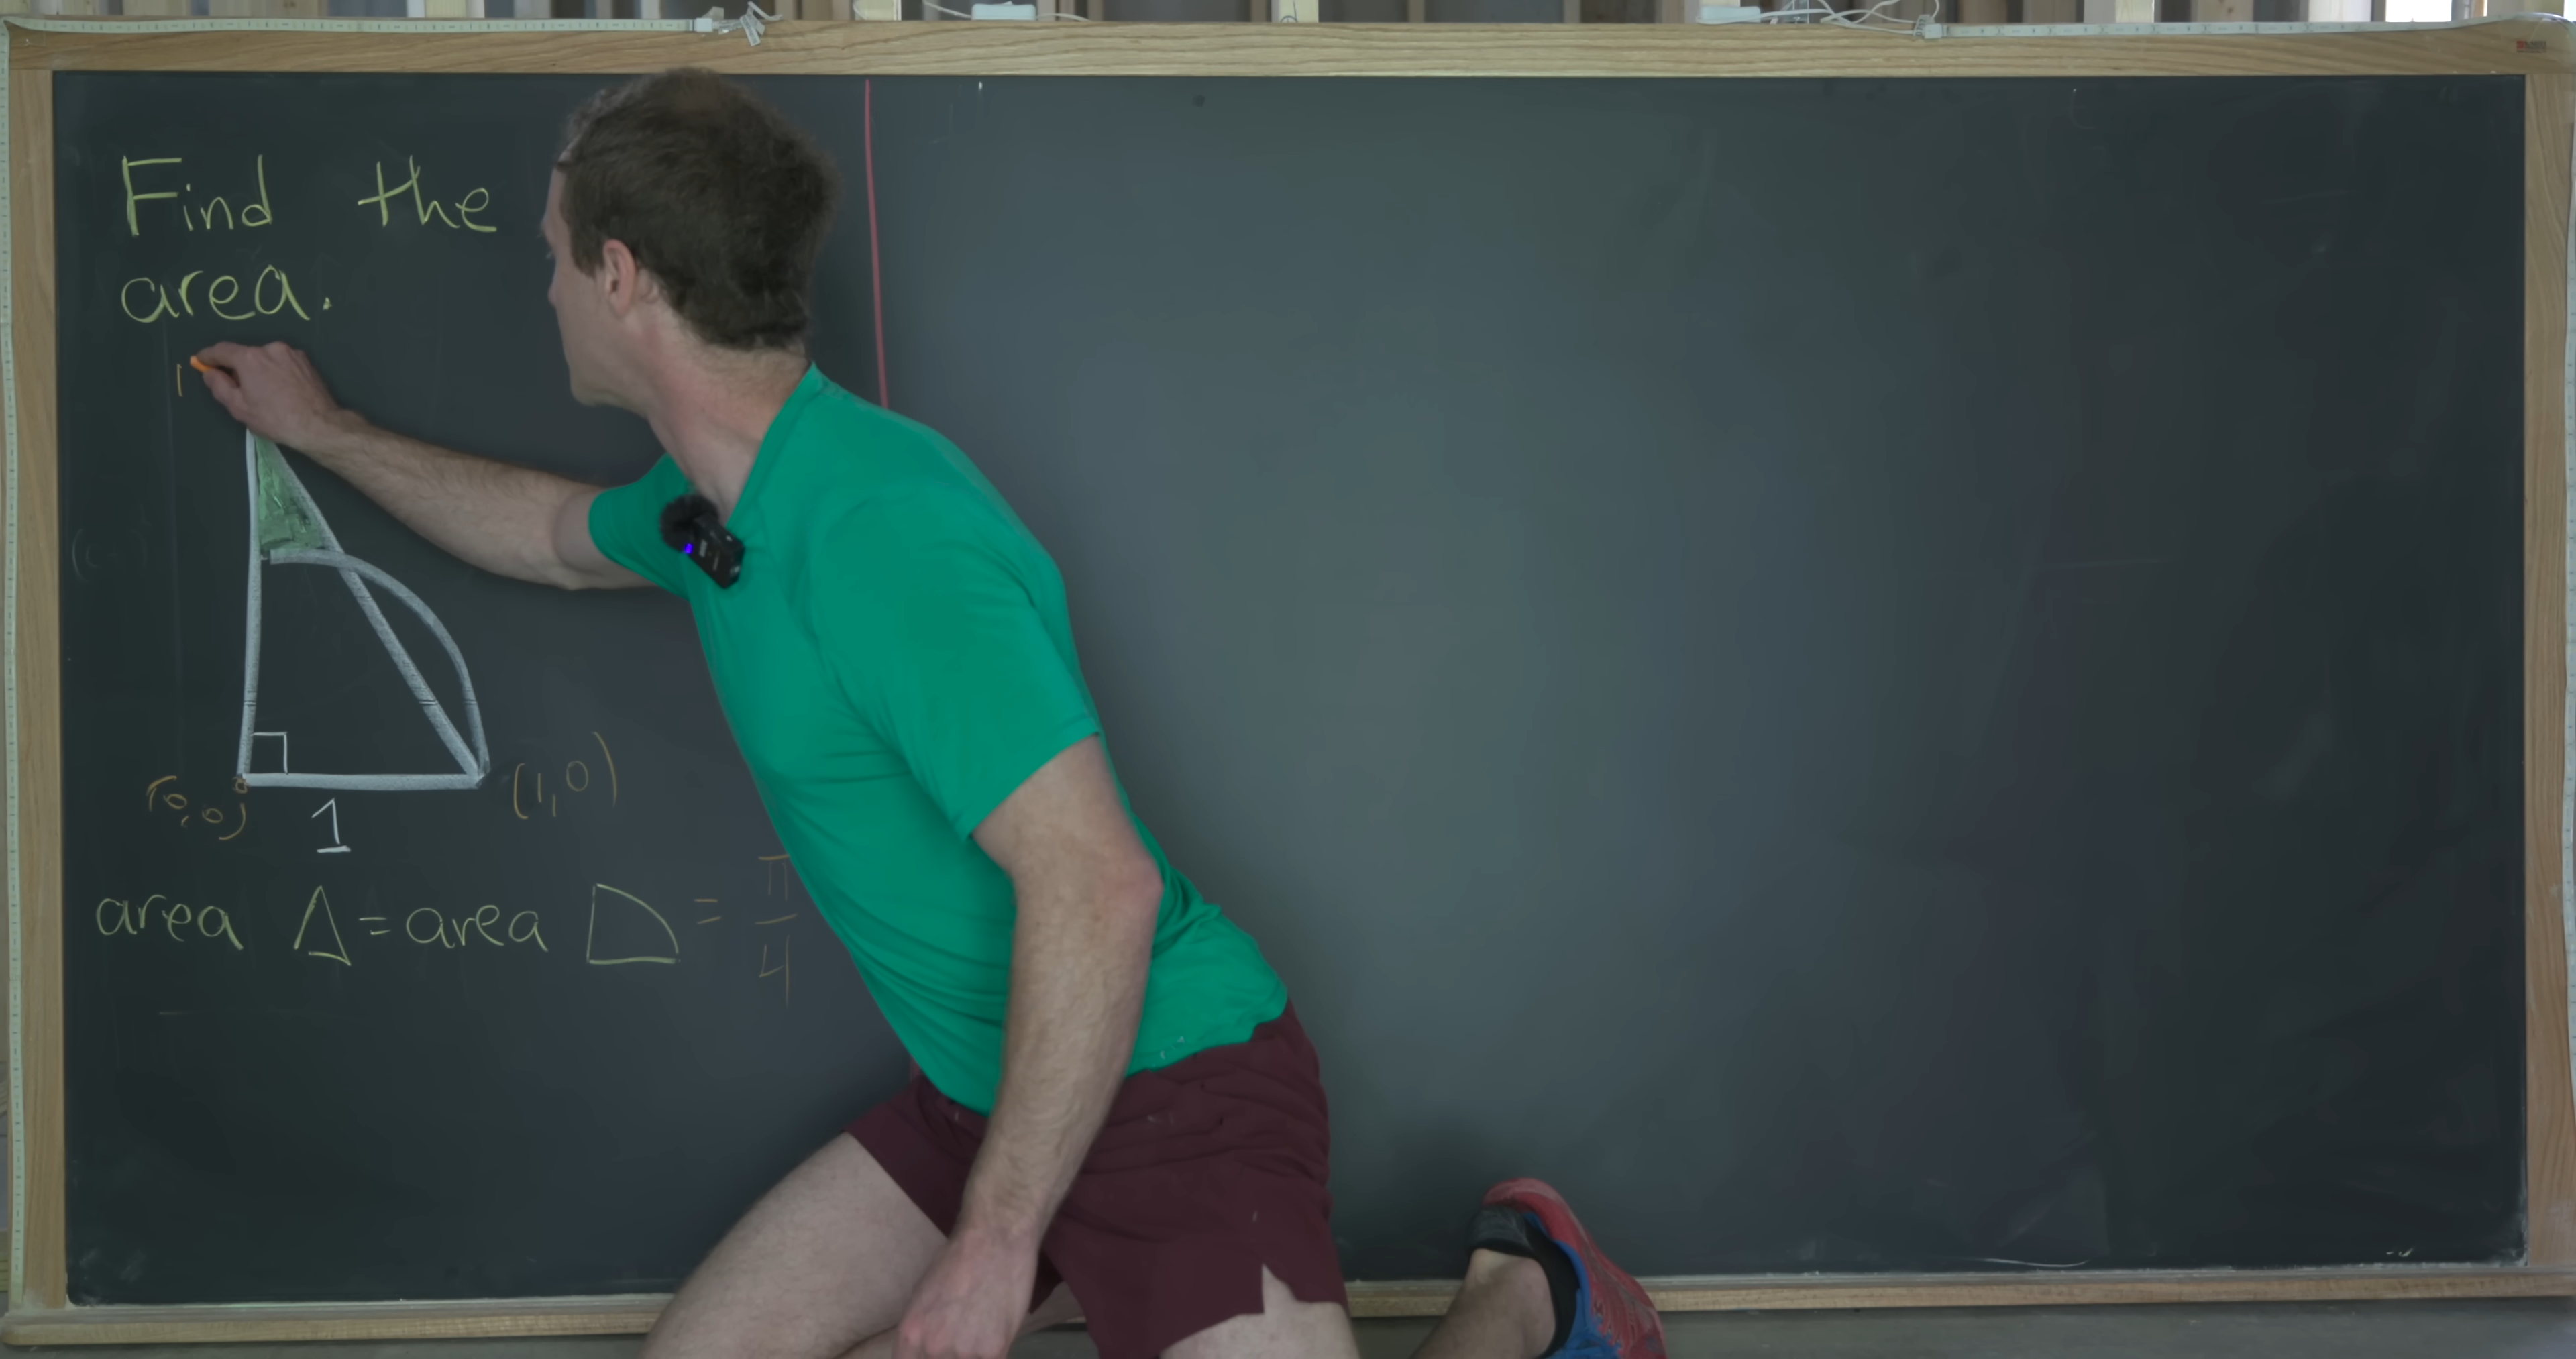 Find the
area.
(0,0)
1
(1,0)
area Δ = area = π/4